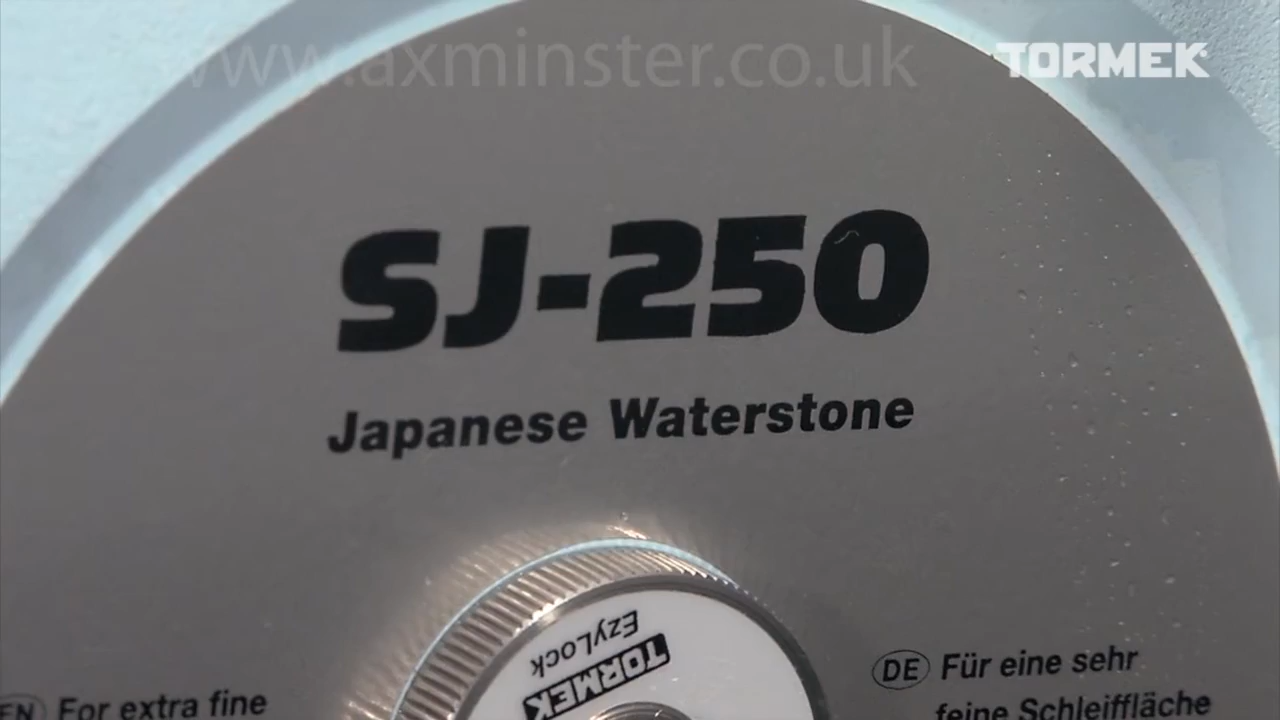 www.axminster.co.uk
TORMEK
SJ-250
Japanese Waterstone
EzyLock
TORMEK
DE Für eine sehr
feine Schleiffläche
EN For extra fine